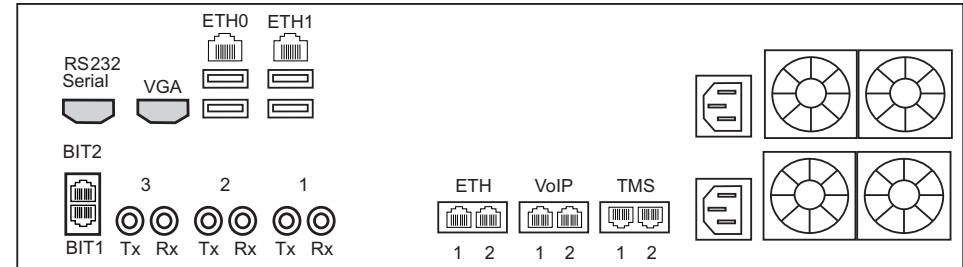 ETH0 ETH1
RS232
Serial
VGA
BIT2
3 2 1
ETH VoIP TMS
BIT1 Tx Rx Tx Rx Tx Rx
1 2 1 2 1 2